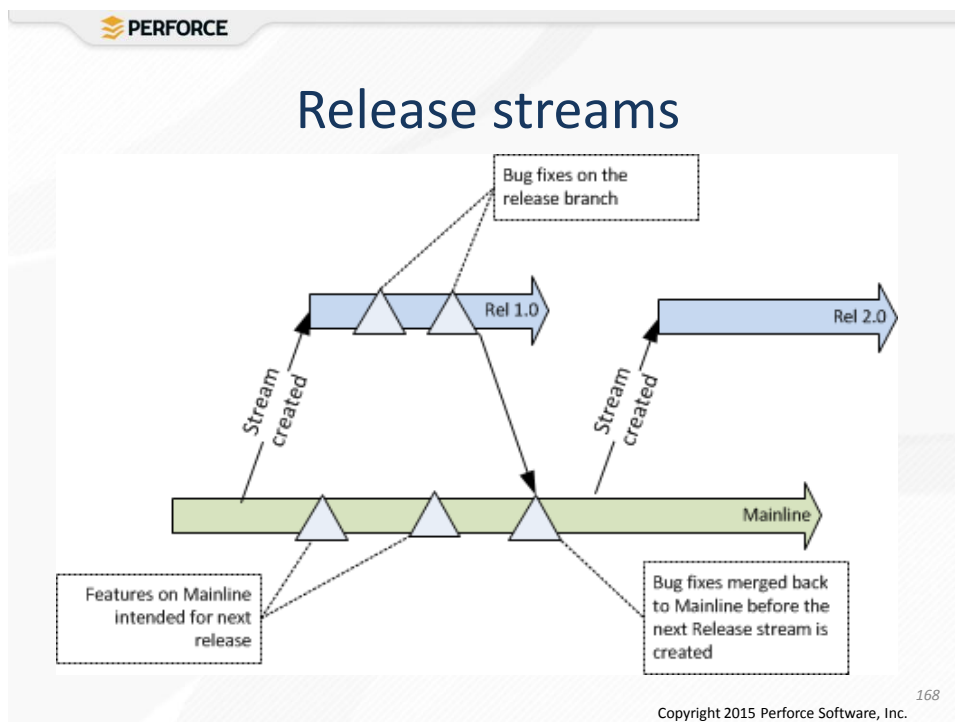 PERFORCE
Release streams
Bug fixes on the
release branch
Rel 1.0
Rel 2.0
Stream
created
Stream
created
Mainline
Features on Mainline
intended for next
release
Bug fixes merged back
to Mainline before the
next Release stream is
created
168
Copyright 2015 Perforce Software, Inc.